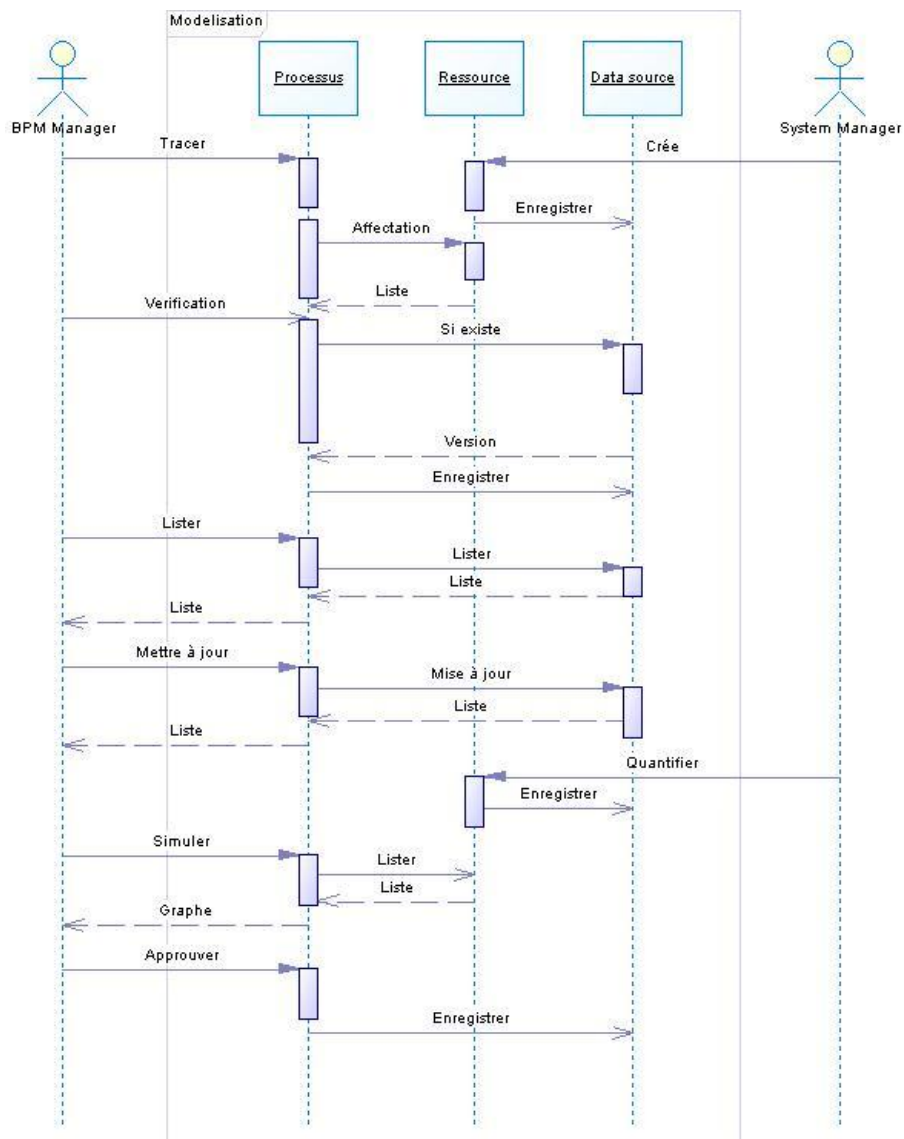 Modelisation
Processus
Ressource
Data source
BPM Manager
System Manager
Tracer
Crée
Enregistrer
Affectation
Liste
Verification
Si existe
Version
Enregistrer
Lister
Lister
Liste
Liste
Mettre à jour
Mise à jour
Liste
Liste
Quantifier
Enregistrer
Simuler
Lister
Liste
Graphe
Approuver
Enregistrer